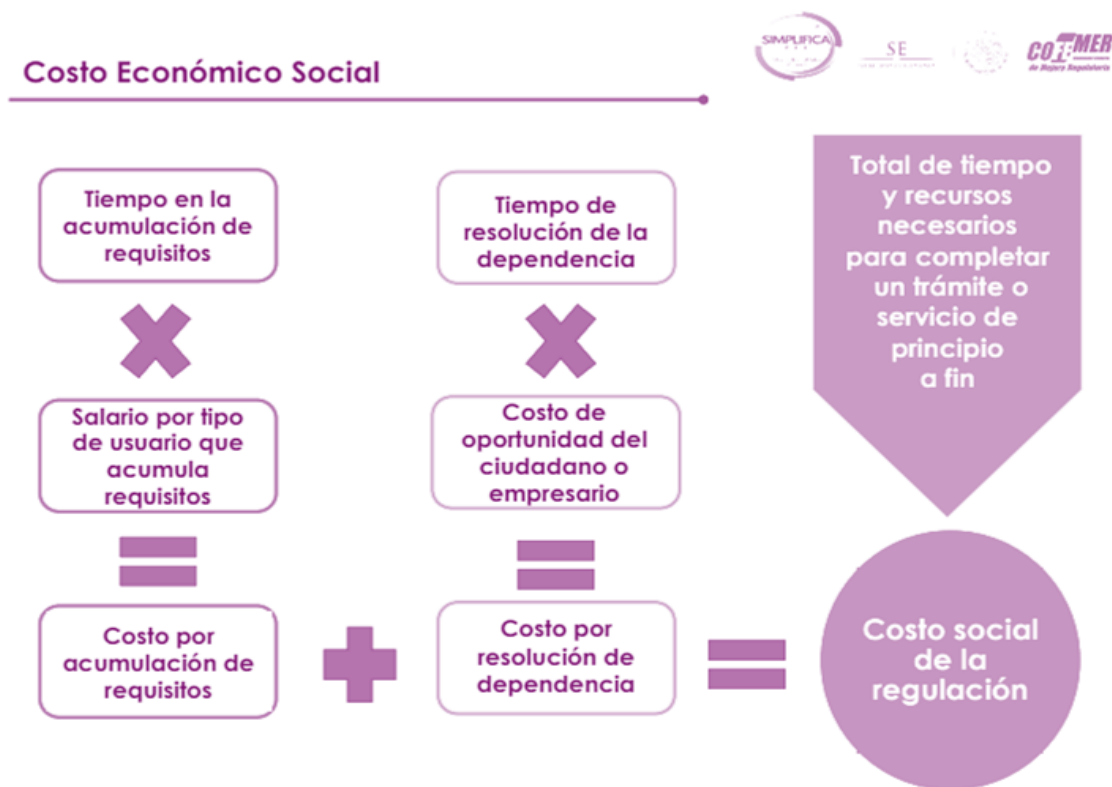 Costo Económico Social
SIMPLIFICA
SE
COFEMER
de Mejora Regulatoria
Tiempo en la
acumulación de
requisitos
Salario por tipo
de usuario que
acumula
requisitos
Costo por
acumulación de
requisitos
Tiempo de
resolución de la
dependencia
Costo de
oportunidad del
ciudadano o
empresario
Costo por
resolución de
dependencia
Total de tiempo
y recursos
necesarios
para completar
un trámite o
servicio de
principio
a fin
Costo social
de la
regulación